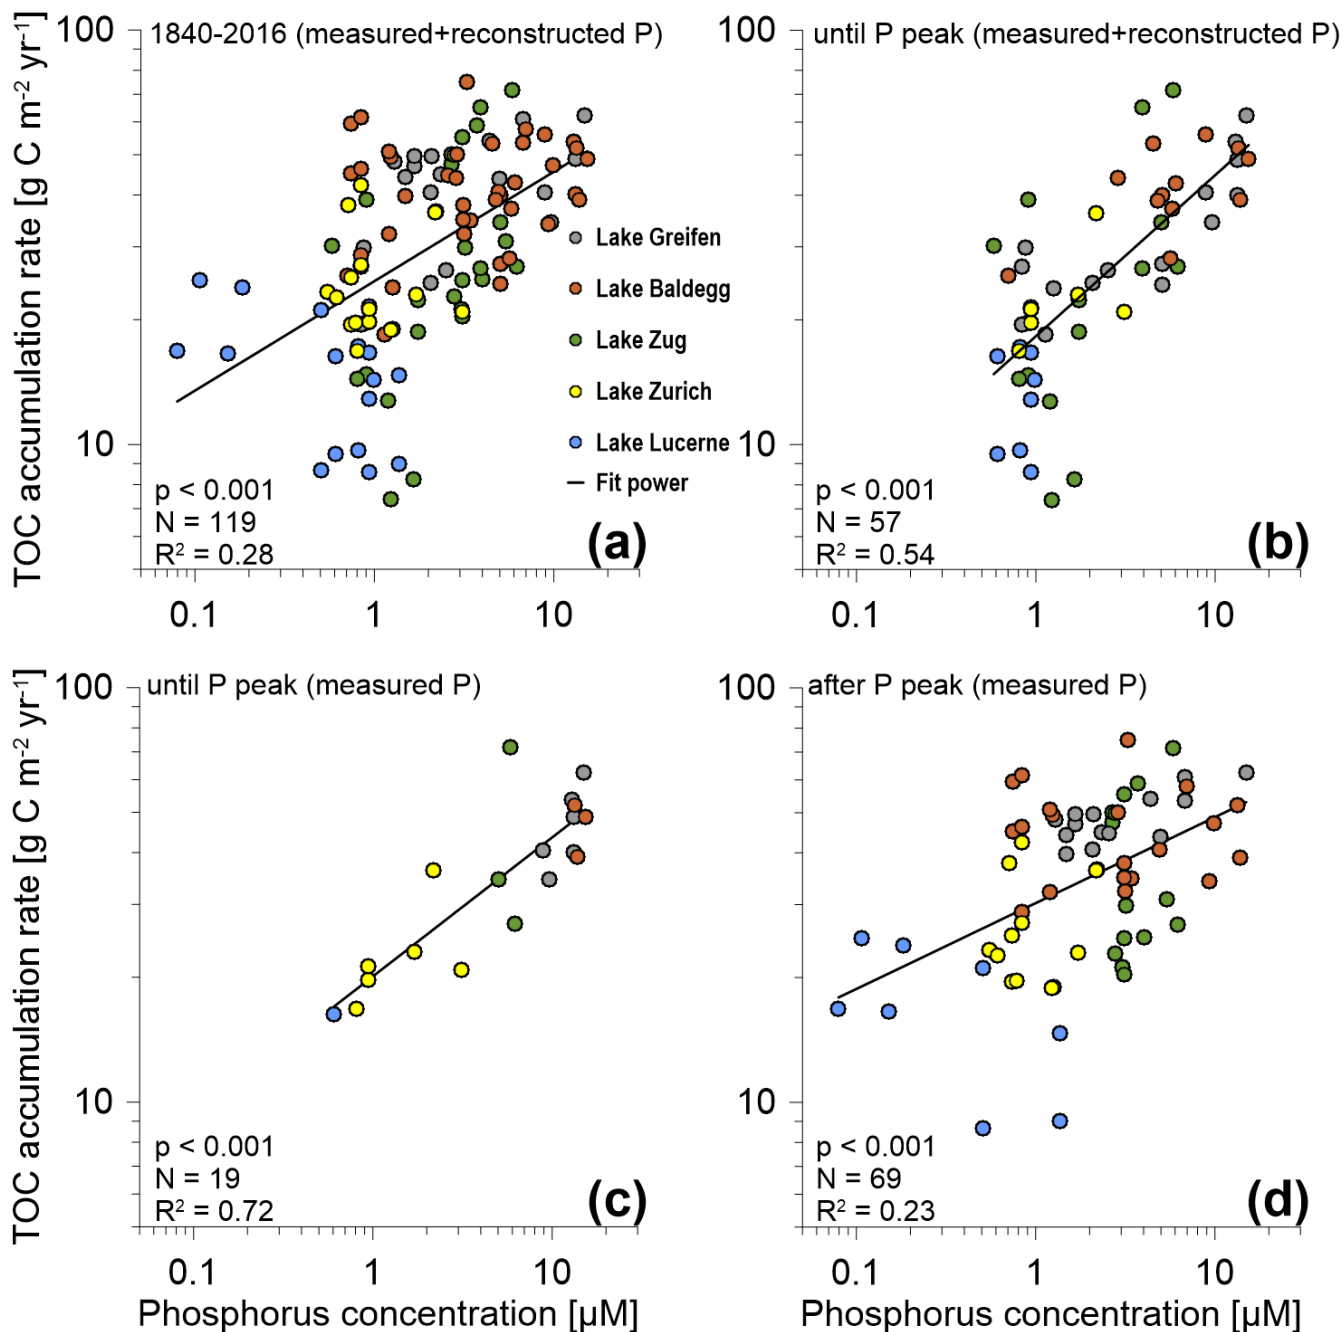 1840-2016 (measured+reconstructed P)
100
10
TOC accumulation rate [g C m⁻² yr⁻¹]
Lake Greifen
Lake Baldegg
Lake Zug
Lake Zurich
Lake Lucerne
Fit power
p < 0.001
N = 119
R² = 0.28
(a)
0.1 1 10
until P peak (measured+reconstructed P)
100
10
p < 0.001
N = 57
R² = 0.54
(b)
0.1 1 10
until P peak (measured P)
100
10
TOC accumulation rate [g C m⁻² yr⁻¹]
p < 0.001
N = 19
R² = 0.72
(c)
0.1 1 10
Phosphorus concentration [µM]
after P peak (measured P)
100
10
p < 0.001
N = 69
R² = 0.23
(d)
0.1 1 10
Phosphorus concentration [µM]